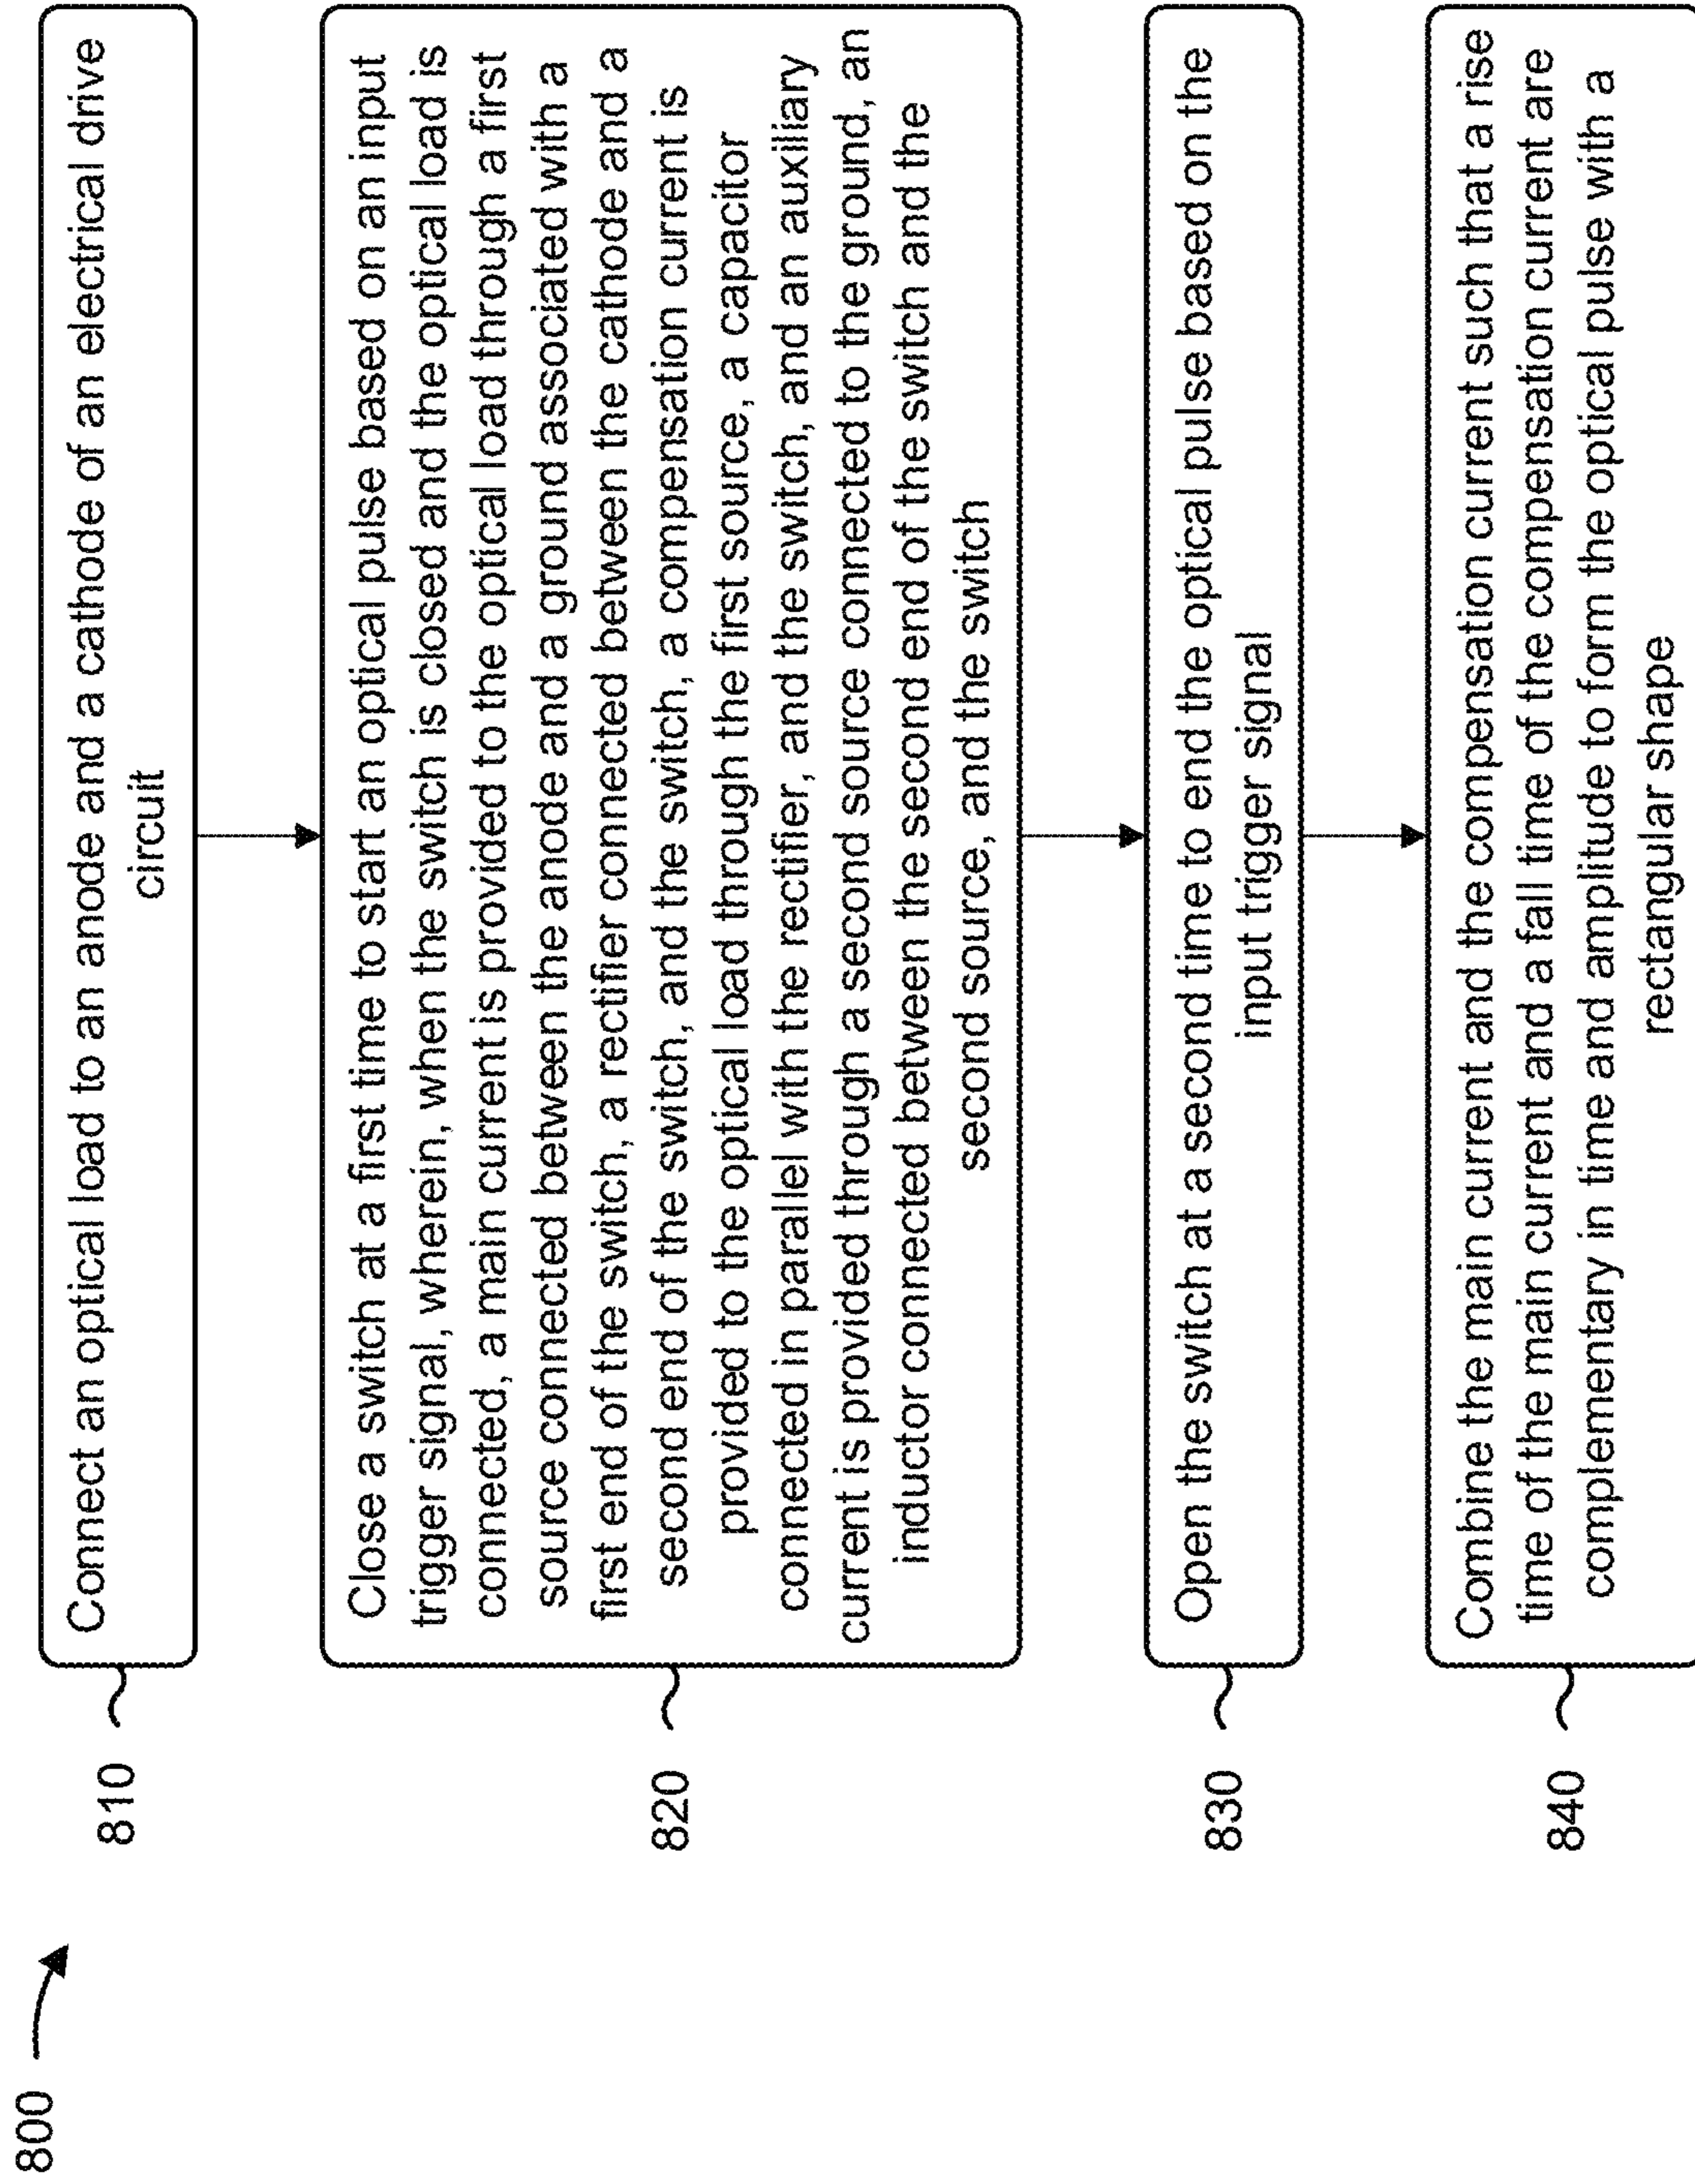 800
810
Connect an optical load to an anode and a cathode of an electrical drive
circuit
820
Close a switch at a first time to start an optical pulse based on an input
trigger signal, wherein, when the switch is closed and the optical load is
connected, a main current is provided to the optical load through a first
source connected between the anode and a ground associated with a
first end of the switch, a rectifier connected between the cathode and a
second end of the switch, and the switch, a compensation current is
provided to the optical load through the first source, a capacitor
connected in parallel with the rectifier, and the switch, and an auxiliary
current is provided through a second source connected to the ground, an
inductor connected between the second end of the switch and the
second source, and the switch
830
Open the switch at a second time to end the optical pulse based on the
input trigger signal
840
Combine the main current and the compensation current such that a rise
time of the main current and a fall time of the compensation current are
complementary in time and amplitude to form the optical pulse with a
rectangular shape